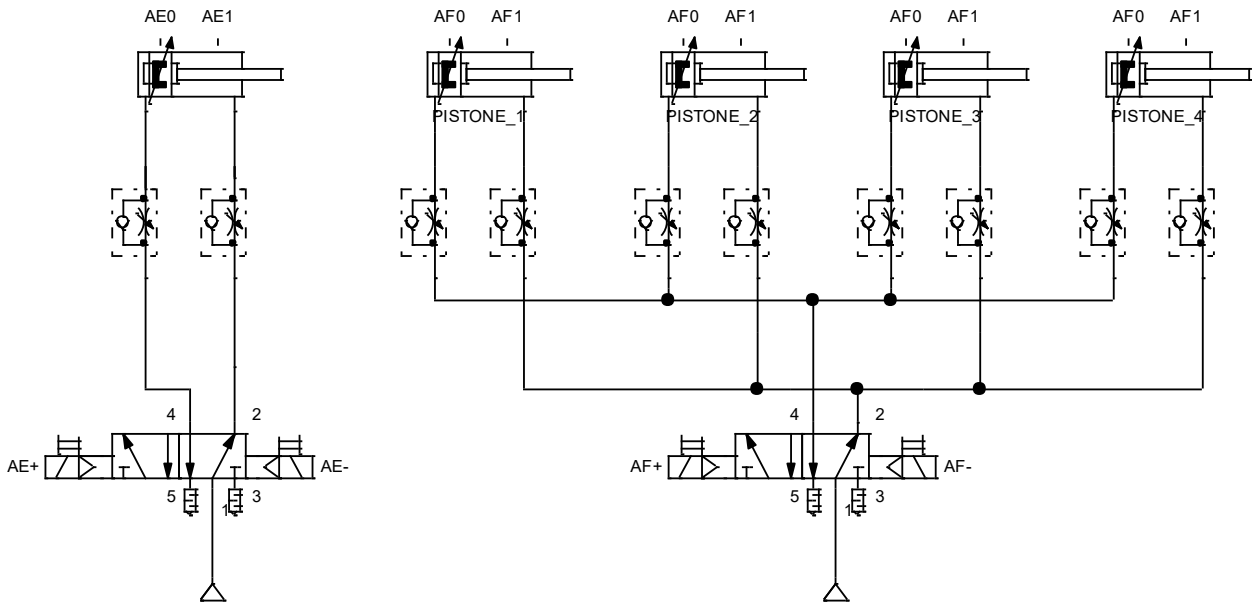 AE0 AE1 AF0 AF1 AF0 AF1 AF0 AF1 AF0 AF1
PISTONE_1 PISTONE_2 PISTONE_3 PISTONE_4
4 2 4 2
AE+ AE- AF+ AF-
5 1 3 5 1 3